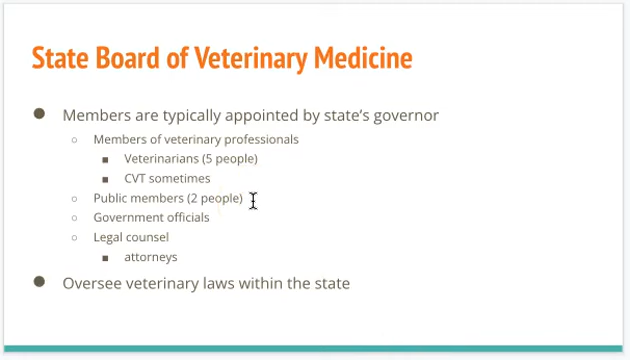 State Board of Veterinary Medicine
● Members are typically appointed by state's governor
○ Members of veterinary professionals
■ Veterinarians (5 people)
■ CVT sometimes
○ Public members (2 people)
○ Government officials
○ Legal counsel
■ attorneys
● Oversee veterinary laws within the state